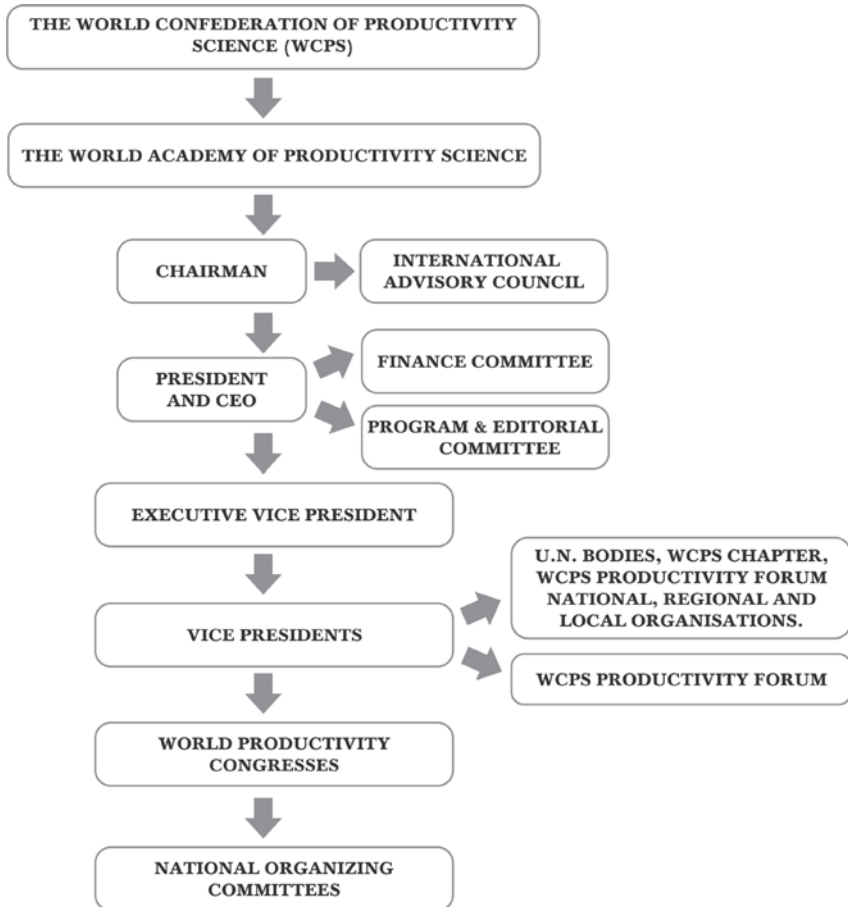 THE WORLD CONFEDERATION OF PRODUCTIVITY
SCIENCE (WCPS)
THE WORLD ACADEMY OF PRODUCTIVITY SCIENCE
CHAIRMAN
INTERNATIONAL
ADVISORY COUNCIL
PRESIDENT
AND CEO
FINANCE COMMITTEE
PROGRAM & EDITORIAL
COMMITTEE
EXECUTIVE VICE PRESIDENT
VICE PRESIDENTS
U.N. BODIES, WCPS CHAPTER,
WCPS PRODUCTIVITY FORUM
NATIONAL, REGIONAL AND
LOCAL ORGANISATIONS.
WCPS PRODUCTIVITY FORUM
WORLD PRODUCTIVITY
CONGRESSES
NATIONAL ORGANIZING
COMMITTEES